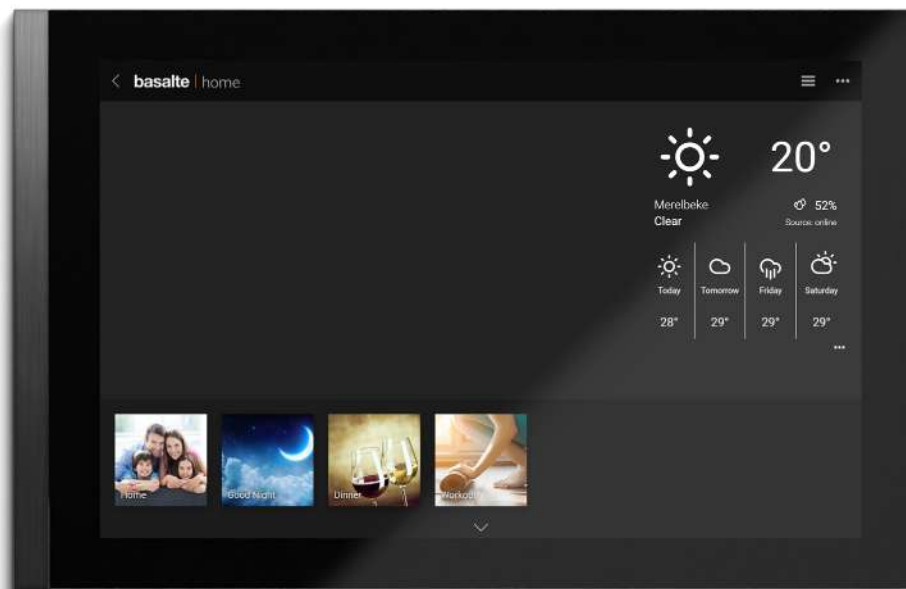 basalte | home
20°
Merelbeke
52%
Clear
Source: online
Today Tomorrow Friday Saturday
28° 29° 29° 29°
Home Good Night Dinner Workout